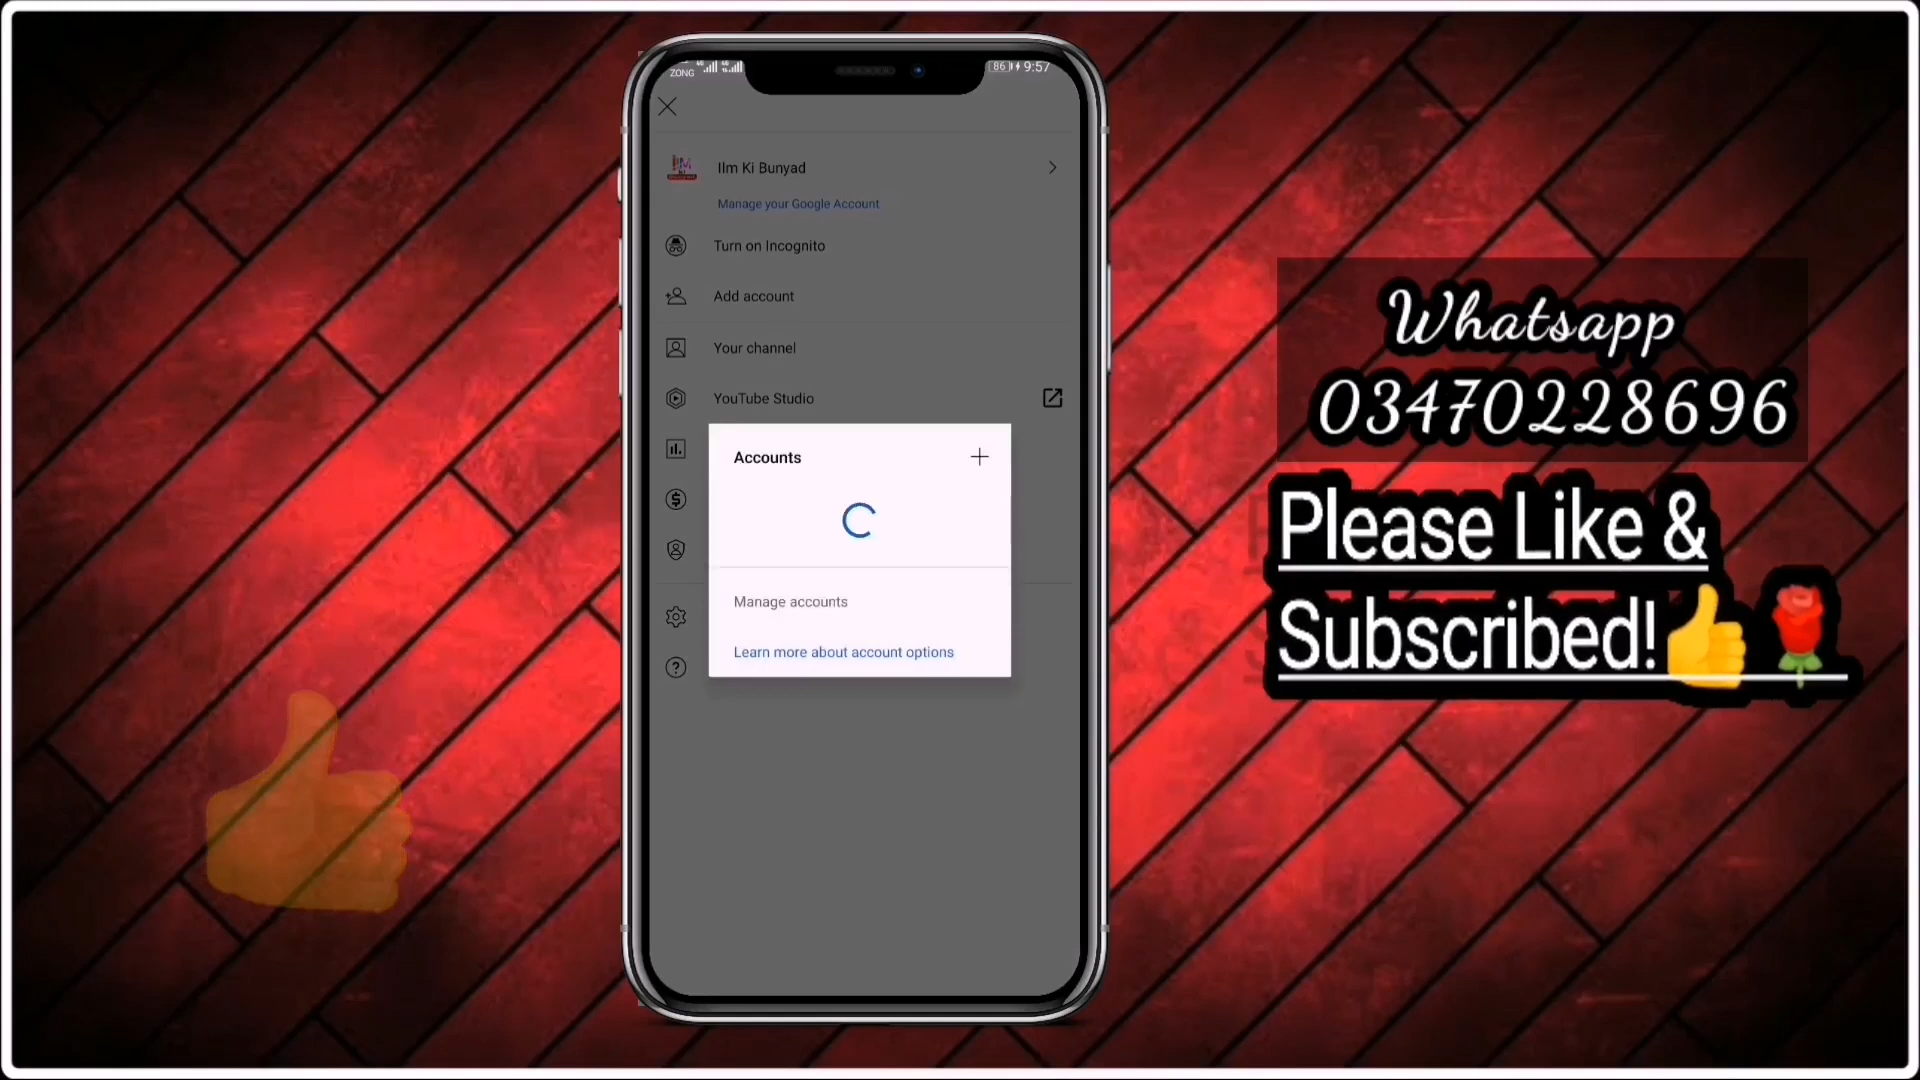 ZONG
86 9:57
Ilm Ki Bunyad
Manage your Google Account
Turn on Incognito
Add account
Your channel
YouTube Studio
Accounts
Manage accounts
Learn more about account options
Whatsapp
03470228696
Please Like &
Subscribed!👍🌹